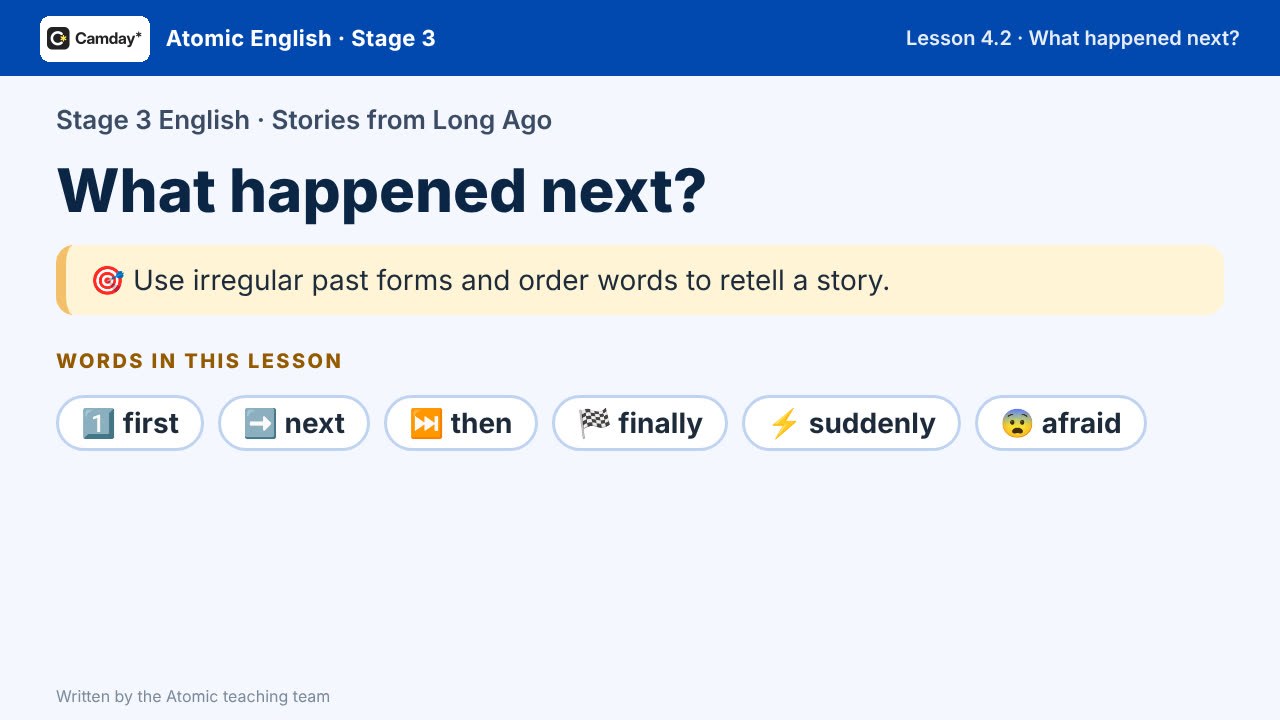 Camday*
Atomic English · Stage 3
Lesson 4.2 · What happened next?
Stage 3 English · Stories from Long Ago
What happened next?
🎯 Use irregular past forms and order words to retell a story.
WORDS IN THIS LESSON
1️⃣ first
➡️ next
⏭️ then
🏁 finally
⚡ suddenly
😨 afraid
Written by the Atomic teaching team